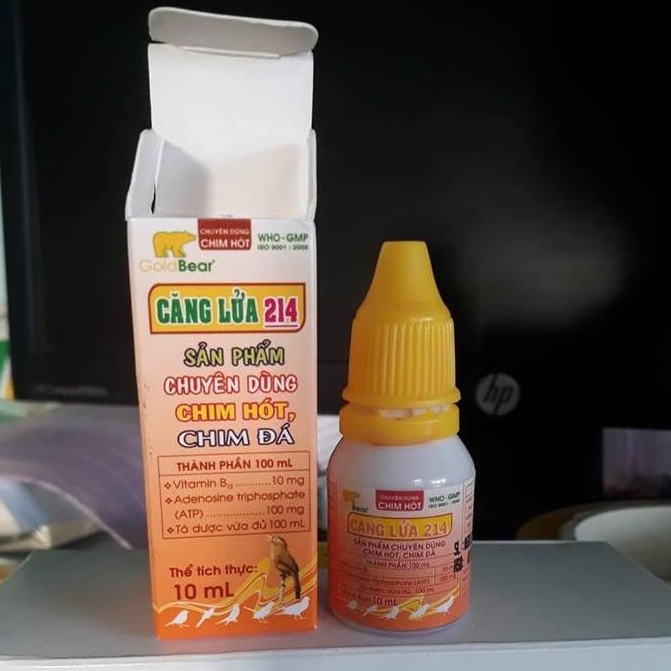 CHUYÊN DÙNG
CHIM HÓT
WHO-GMP
ISO 9001 : 2008
GoldBear
CĂNG LỬA 214
SẢN PHẨM
CHUYÊN DÙNG
CHIM HÓT,
CHIM ĐÁ
THÀNH PHẦN 100 mL
❖Vitamin B₁₂..............10 mg
❖Adenosine triphosphate
(ATP)....................100 mg
❖Tá dược vừa đủ 100 mL
Thể tích thực:
10 mL
CHUYÊN DÙNG
CHIM HÓT
WHO-GMP
Bear
CĂNG LỬA 214
SẢN PHẨM CHUYÊN DÙNG
CHIM HÓT, CHIM ĐÁ
THÀNH PHẦN 100 mL
10 mL
hp